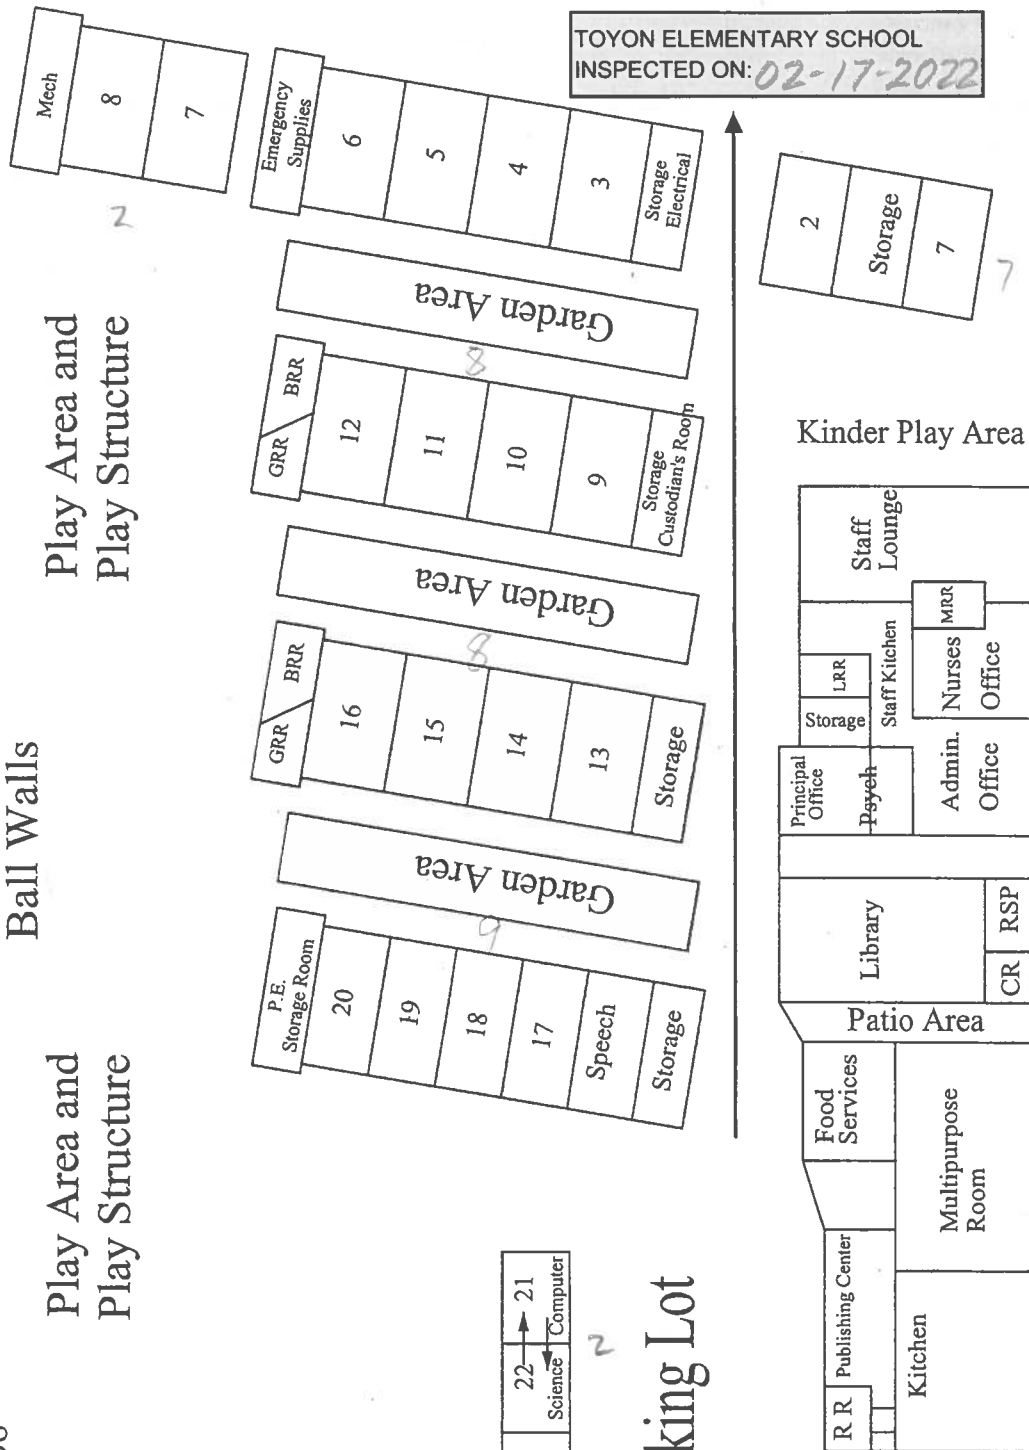 TOYON ELEMENTARY SCHOOL
INSPECTED ON: 02-17-2022
Mech
8
7
2
Emergency
Supplies
6
5
4
3
Storage
Electrical
Play Area and
Play Structure
Garden Area
8
GRR
BRR
12
11
10
9
Storage
Custodian's Room
Garden Area
8
GRR
BRR
16
15
14
13
Storage
Ball Walls
Garden Area
9
P.E.
Storage Room
20
19
18
17
Speech
Storage
Play Area and
Play Structure
2
Storage
7
7
Kinder Play Area
Staff
Lounge
MRR
LRR
Storage
Staff Kitchen
Nurses
Office
Principal
Office
Psych
Admin.
Office
Library
CR
RSP
Patio Area
Food
Services
Multipurpose
Room
Publishing Center
R R
Kitchen
22
21
Science
Computer
2
king Lot